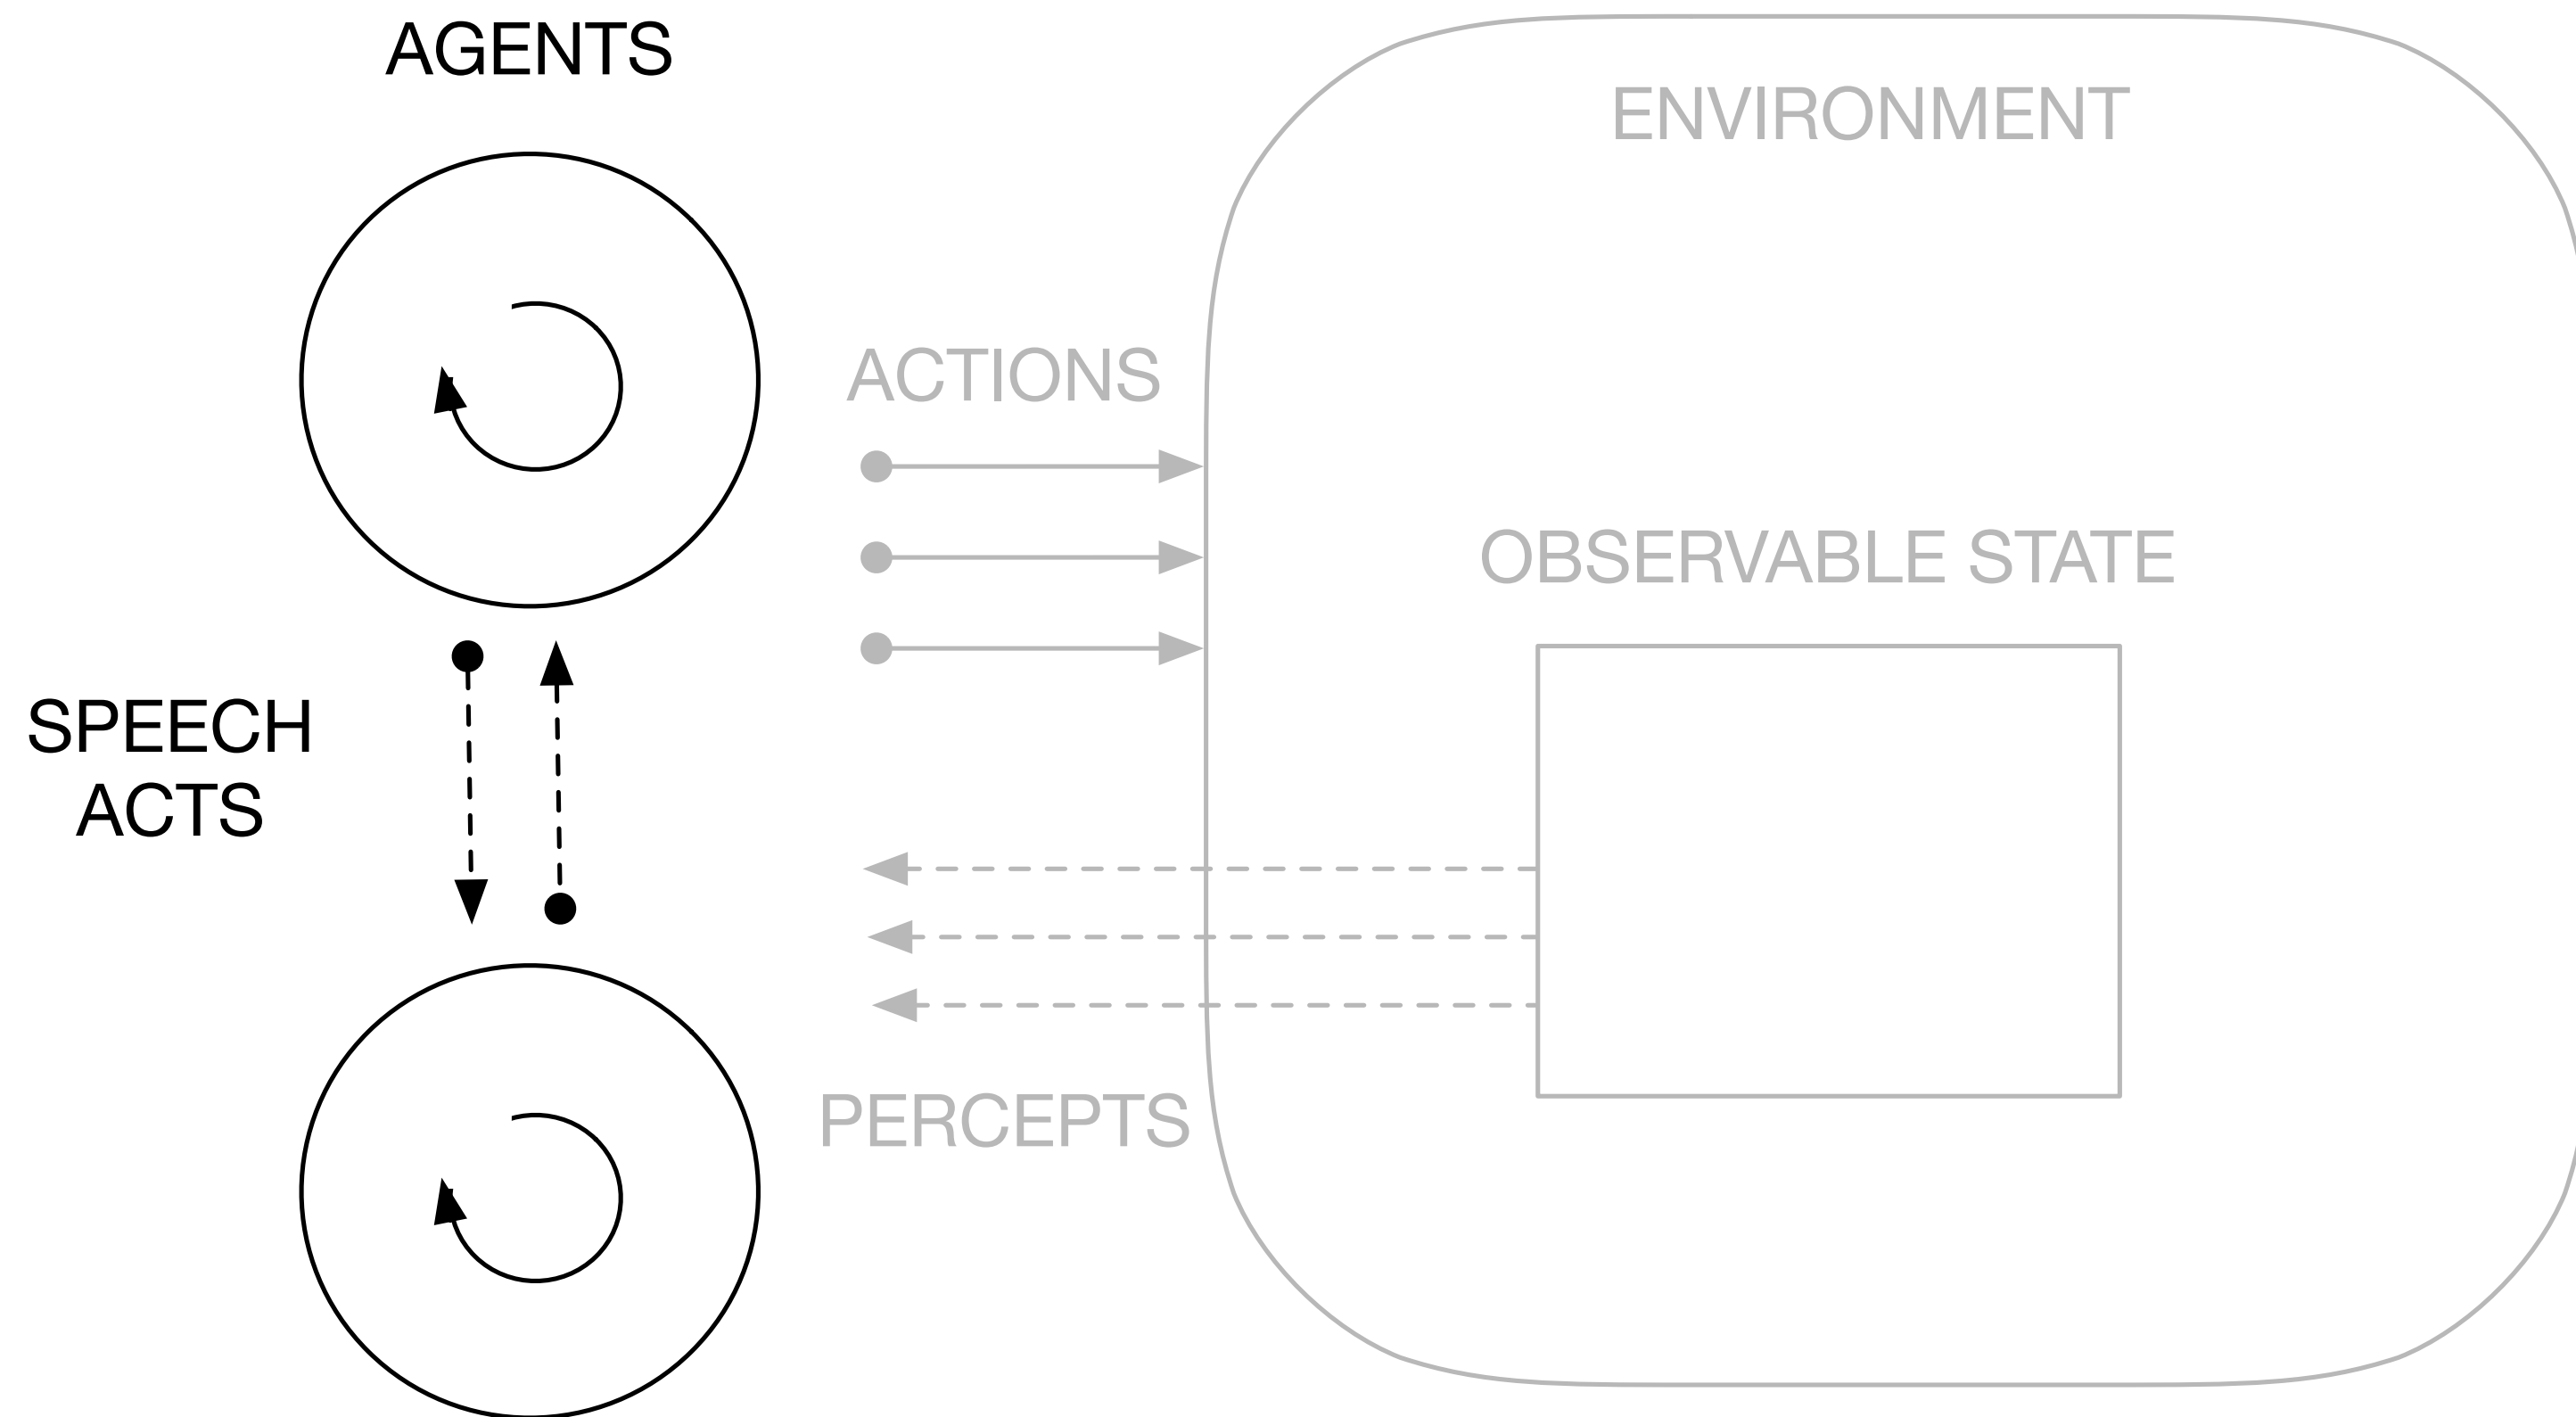 AGENTS
ENVIRONMENT
ACTIONS
OBSERVABLE STATE
SPEECH
ACTS
PERCEPTS